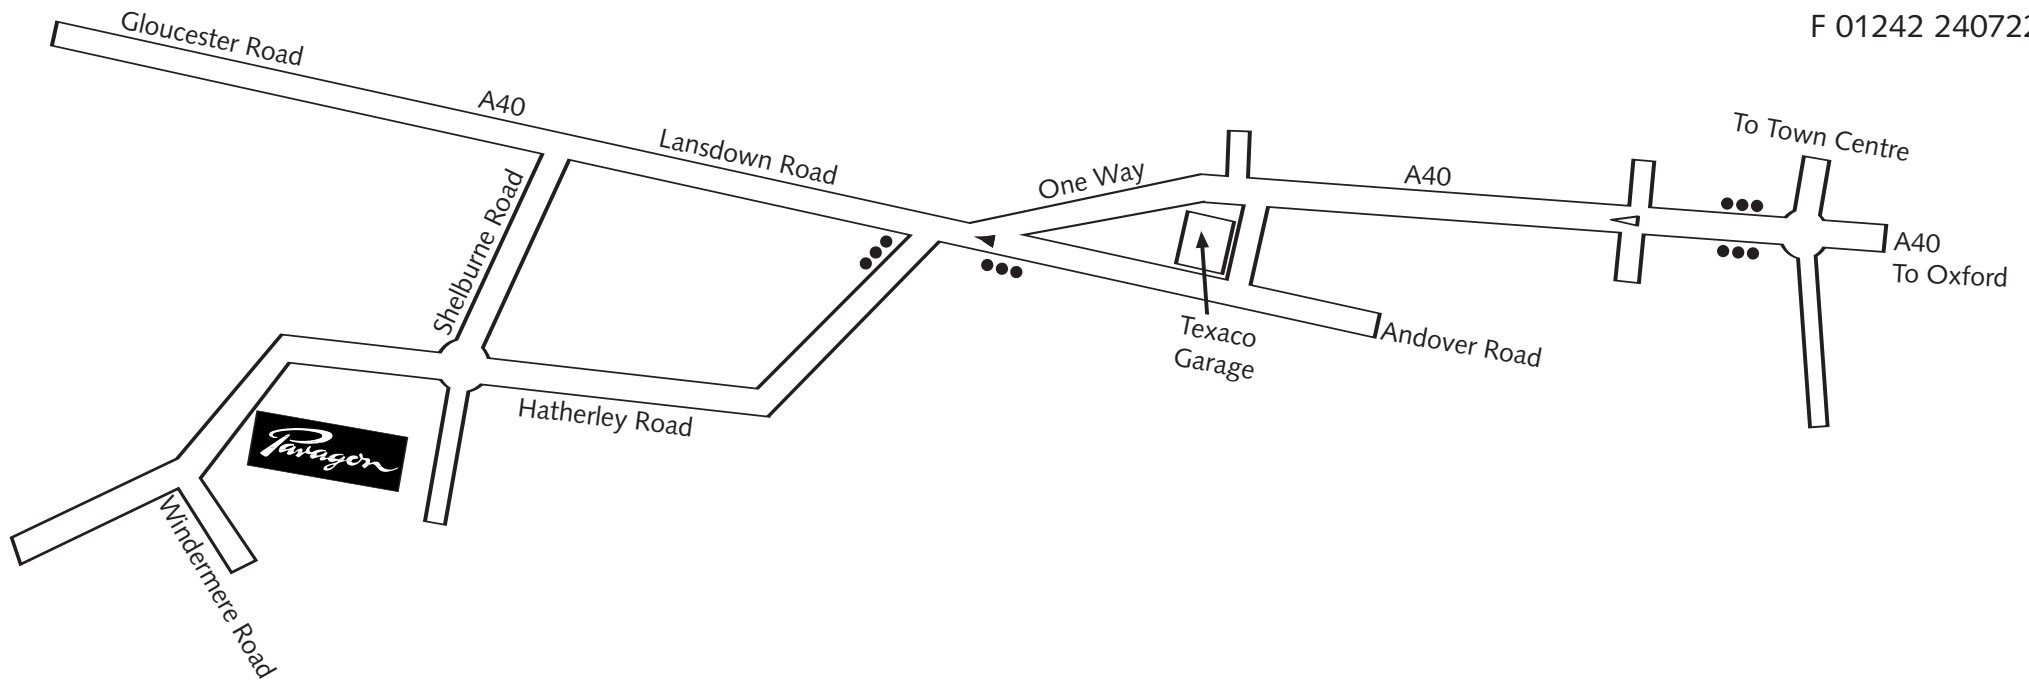 F 01242 240722
Gloucester Road
A40
Lansdown Road
One Way
A40
To Town Centre
A40
To Oxford
Shelburne Road
Texaco
Garage
Andover Road
Hatherley Road
Paragon
Windermere Road